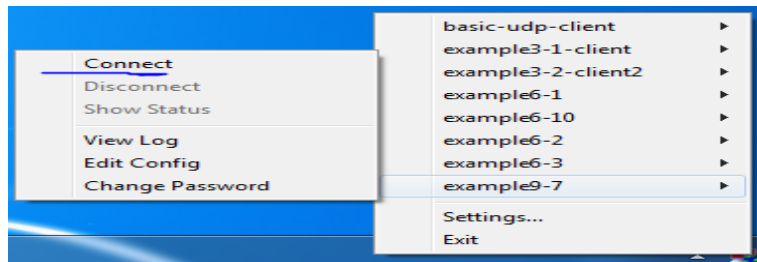 basic-udp-client
example3-1-client
example3-2-client2
example6-1
example6-10
example6-2
example6-3
example9-7
Settings...
Exit
Connect
Disconnect
Show Status
View Log
Edit Config
Change Password